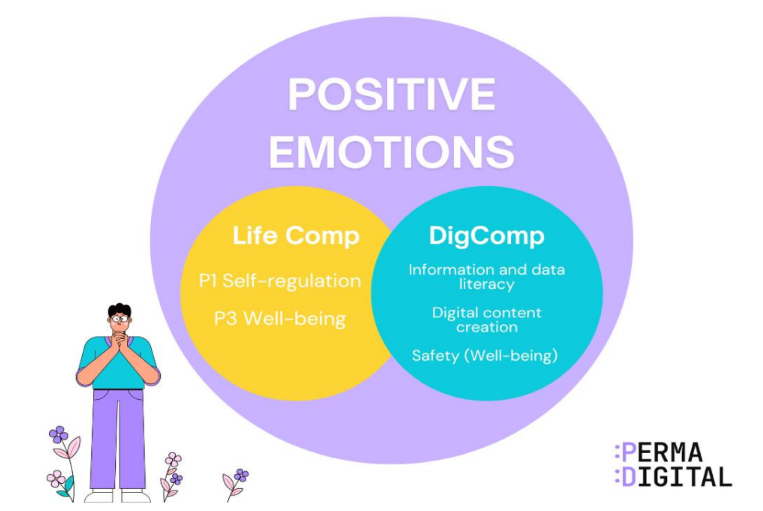 POSITIVE
EMOTIONS
Life Comp
P1 Self-regulation
P3 Well-being
DigComp
Information and data
literacy
Digital content
creation
Safety (Well-being)
:PERMA
:DIGITAL